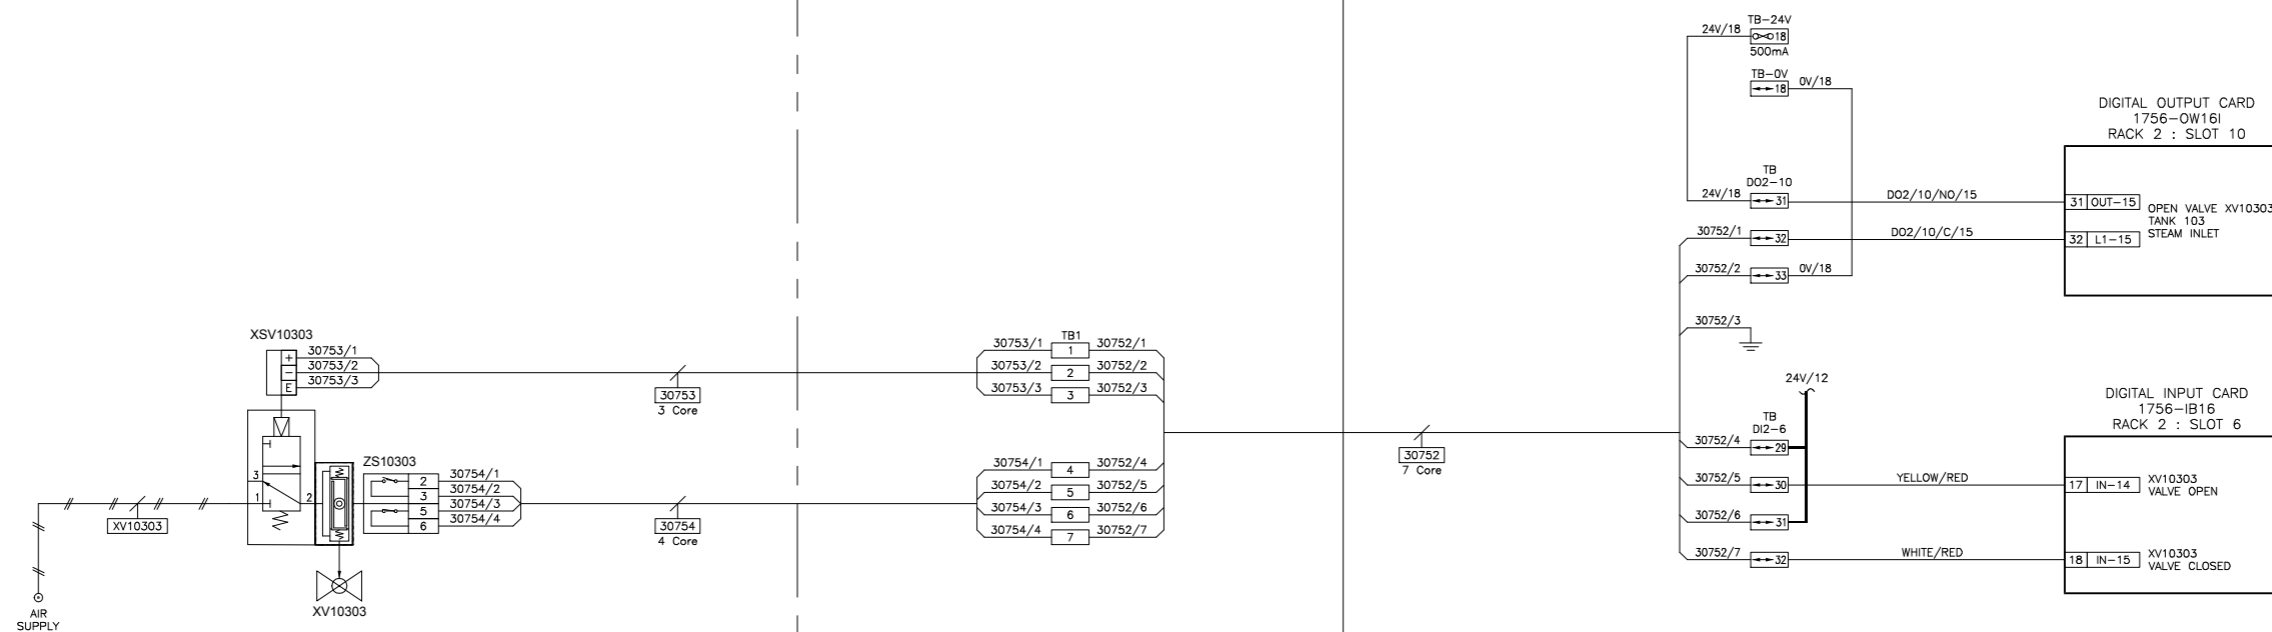 TB-24V
24V/18
18
500mA
TB-0V
18
0V/18
DIGITAL OUTPUT CARD
1756-OW16I
RACK 2 : SLOT 10
TB
DO2-10
24V/18
31
DO2/10/NO/15
31 OUT-15
OPEN VALVE XV10303
TANK 103
STEAM INLET
30752/1
32
DO2/10/C/15
32 L1-15
30752/2
33
0V/18
30752/3
XSV10303
+
30753/1
-
30753/2
E
30753/3
30753
3 Core
TB1
30753/1
1
30752/1
30753/2
2
30752/2
30753/3
3
30752/3
24V/12
DIGITAL INPUT CARD
1756-IB16
RACK 2 : SLOT 6
TB
DI2-6
30752/4
29
30752
7 Core
ZS10303
3
1
2
2
30754/1
3
30754/2
5
30754/3
6
30754/4
30754
4 Core
30754/1
4
30752/4
30754/2
5
30752/5
30754/3
6
30752/6
30754/4
7
30752/7
30752/5
30
YELLOW/RED
17 IN-14
XV10303
VALVE OPEN
30752/6
31
30752/7
32
WHITE/RED
18 IN-15
XV10303
VALVE CLOSED
XV10303
AIR
SUPPLY
XV10303